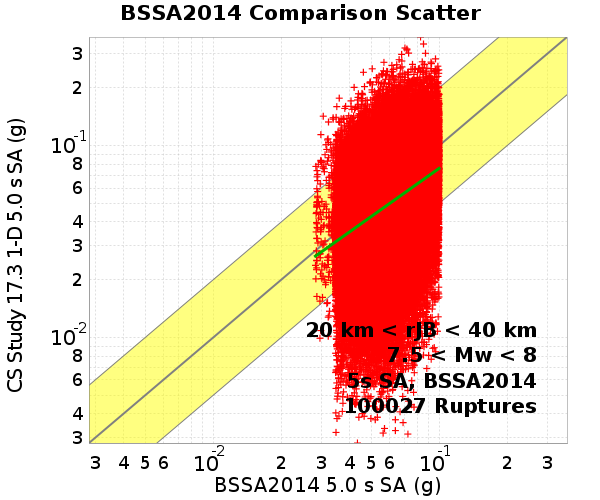 BSSA2014 Comparison Scatter
CS Study 17.3 1-D 5.0 s SA (g)
3
2
10⁻¹
8
6
4
3
2
10⁻²
8
6
4
3
20 km < rJB < 40 km
7.5 < Mw < 8
5s SA, BSSA2014
100027 Ruptures
3 4 5 6 10⁻² 2 3 4 5 6 10⁻¹ 2 3
BSSA2014 5.0 s SA (g)